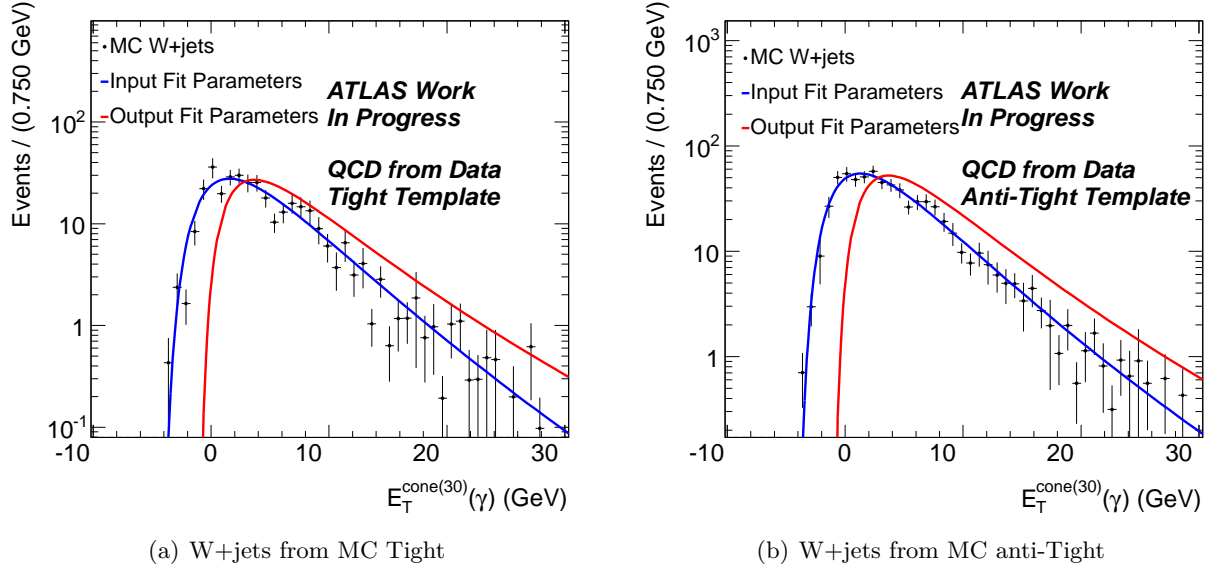 Events / (0.750 GeV)
MC W+jets
Input Fit Parameters
Output Fit Parameters
ATLAS Work
In Progress
QCD from Data
Tight Template
10²
10
1
10⁻¹
-10 0 10 20 30
E_T^cone(30)(γ) (GeV)
(a) W+jets from MC Tight
Events / (0.750 GeV)
MC W+jets
Input Fit Parameters
Output Fit Parameters
ATLAS Work
In Progress
QCD from Data
Anti-Tight Template
10³
10²
10
1
-10 0 10 20 30
E_T^cone(30)(γ) (GeV)
(b) W+jets from MC anti-Tight